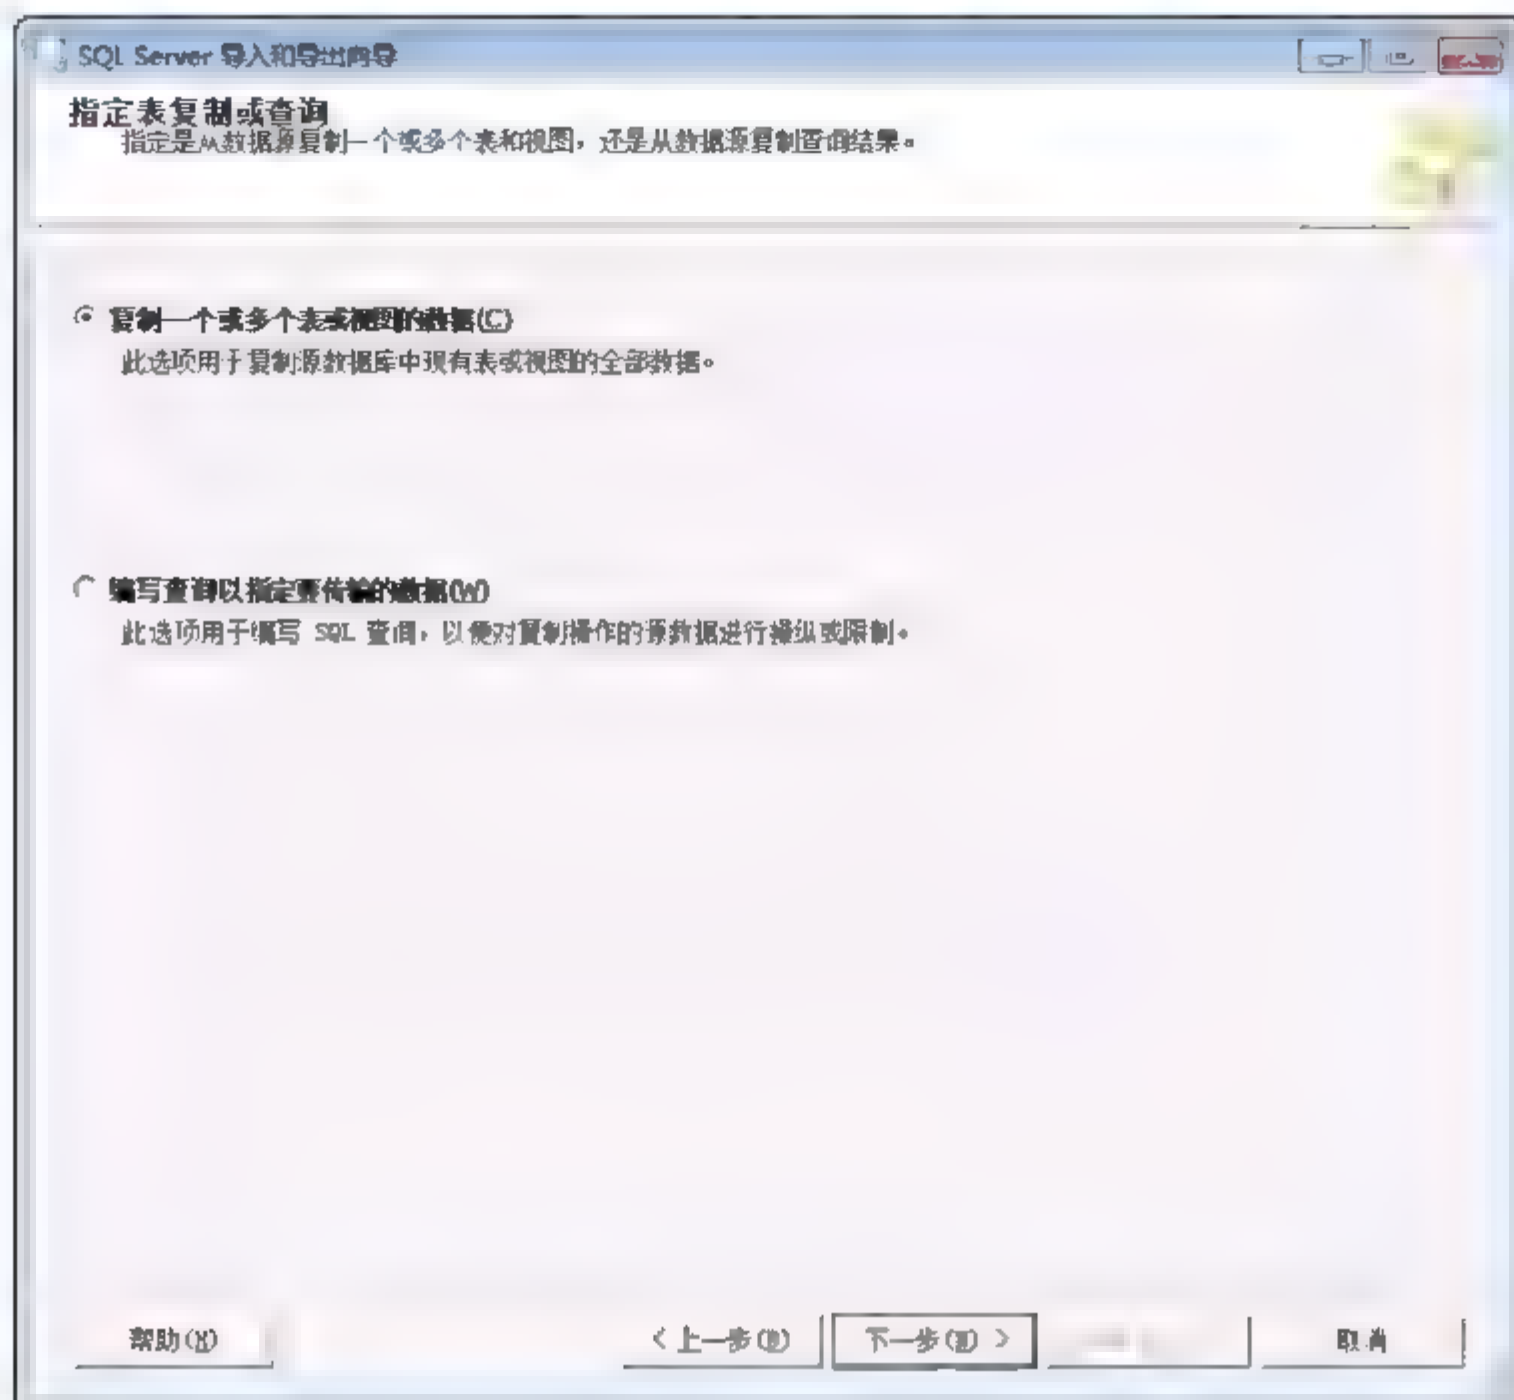 SQL Server 导入和导出向导
指定表复制或查询
指定是从数据源复制一个或多个表和视图，还是从数据源复制查询结果。
复制一个或多个表或视图的数据(C)
此选项用于复制源数据库中现有表或视图的全部数据。
编写查询以指定要传输的数据(W)
此选项用于编写 SQL 查询，以便对复制操作的源数据进行操纵或限制。
帮助(H) < 上一步(B) 下一步(N) > 取消